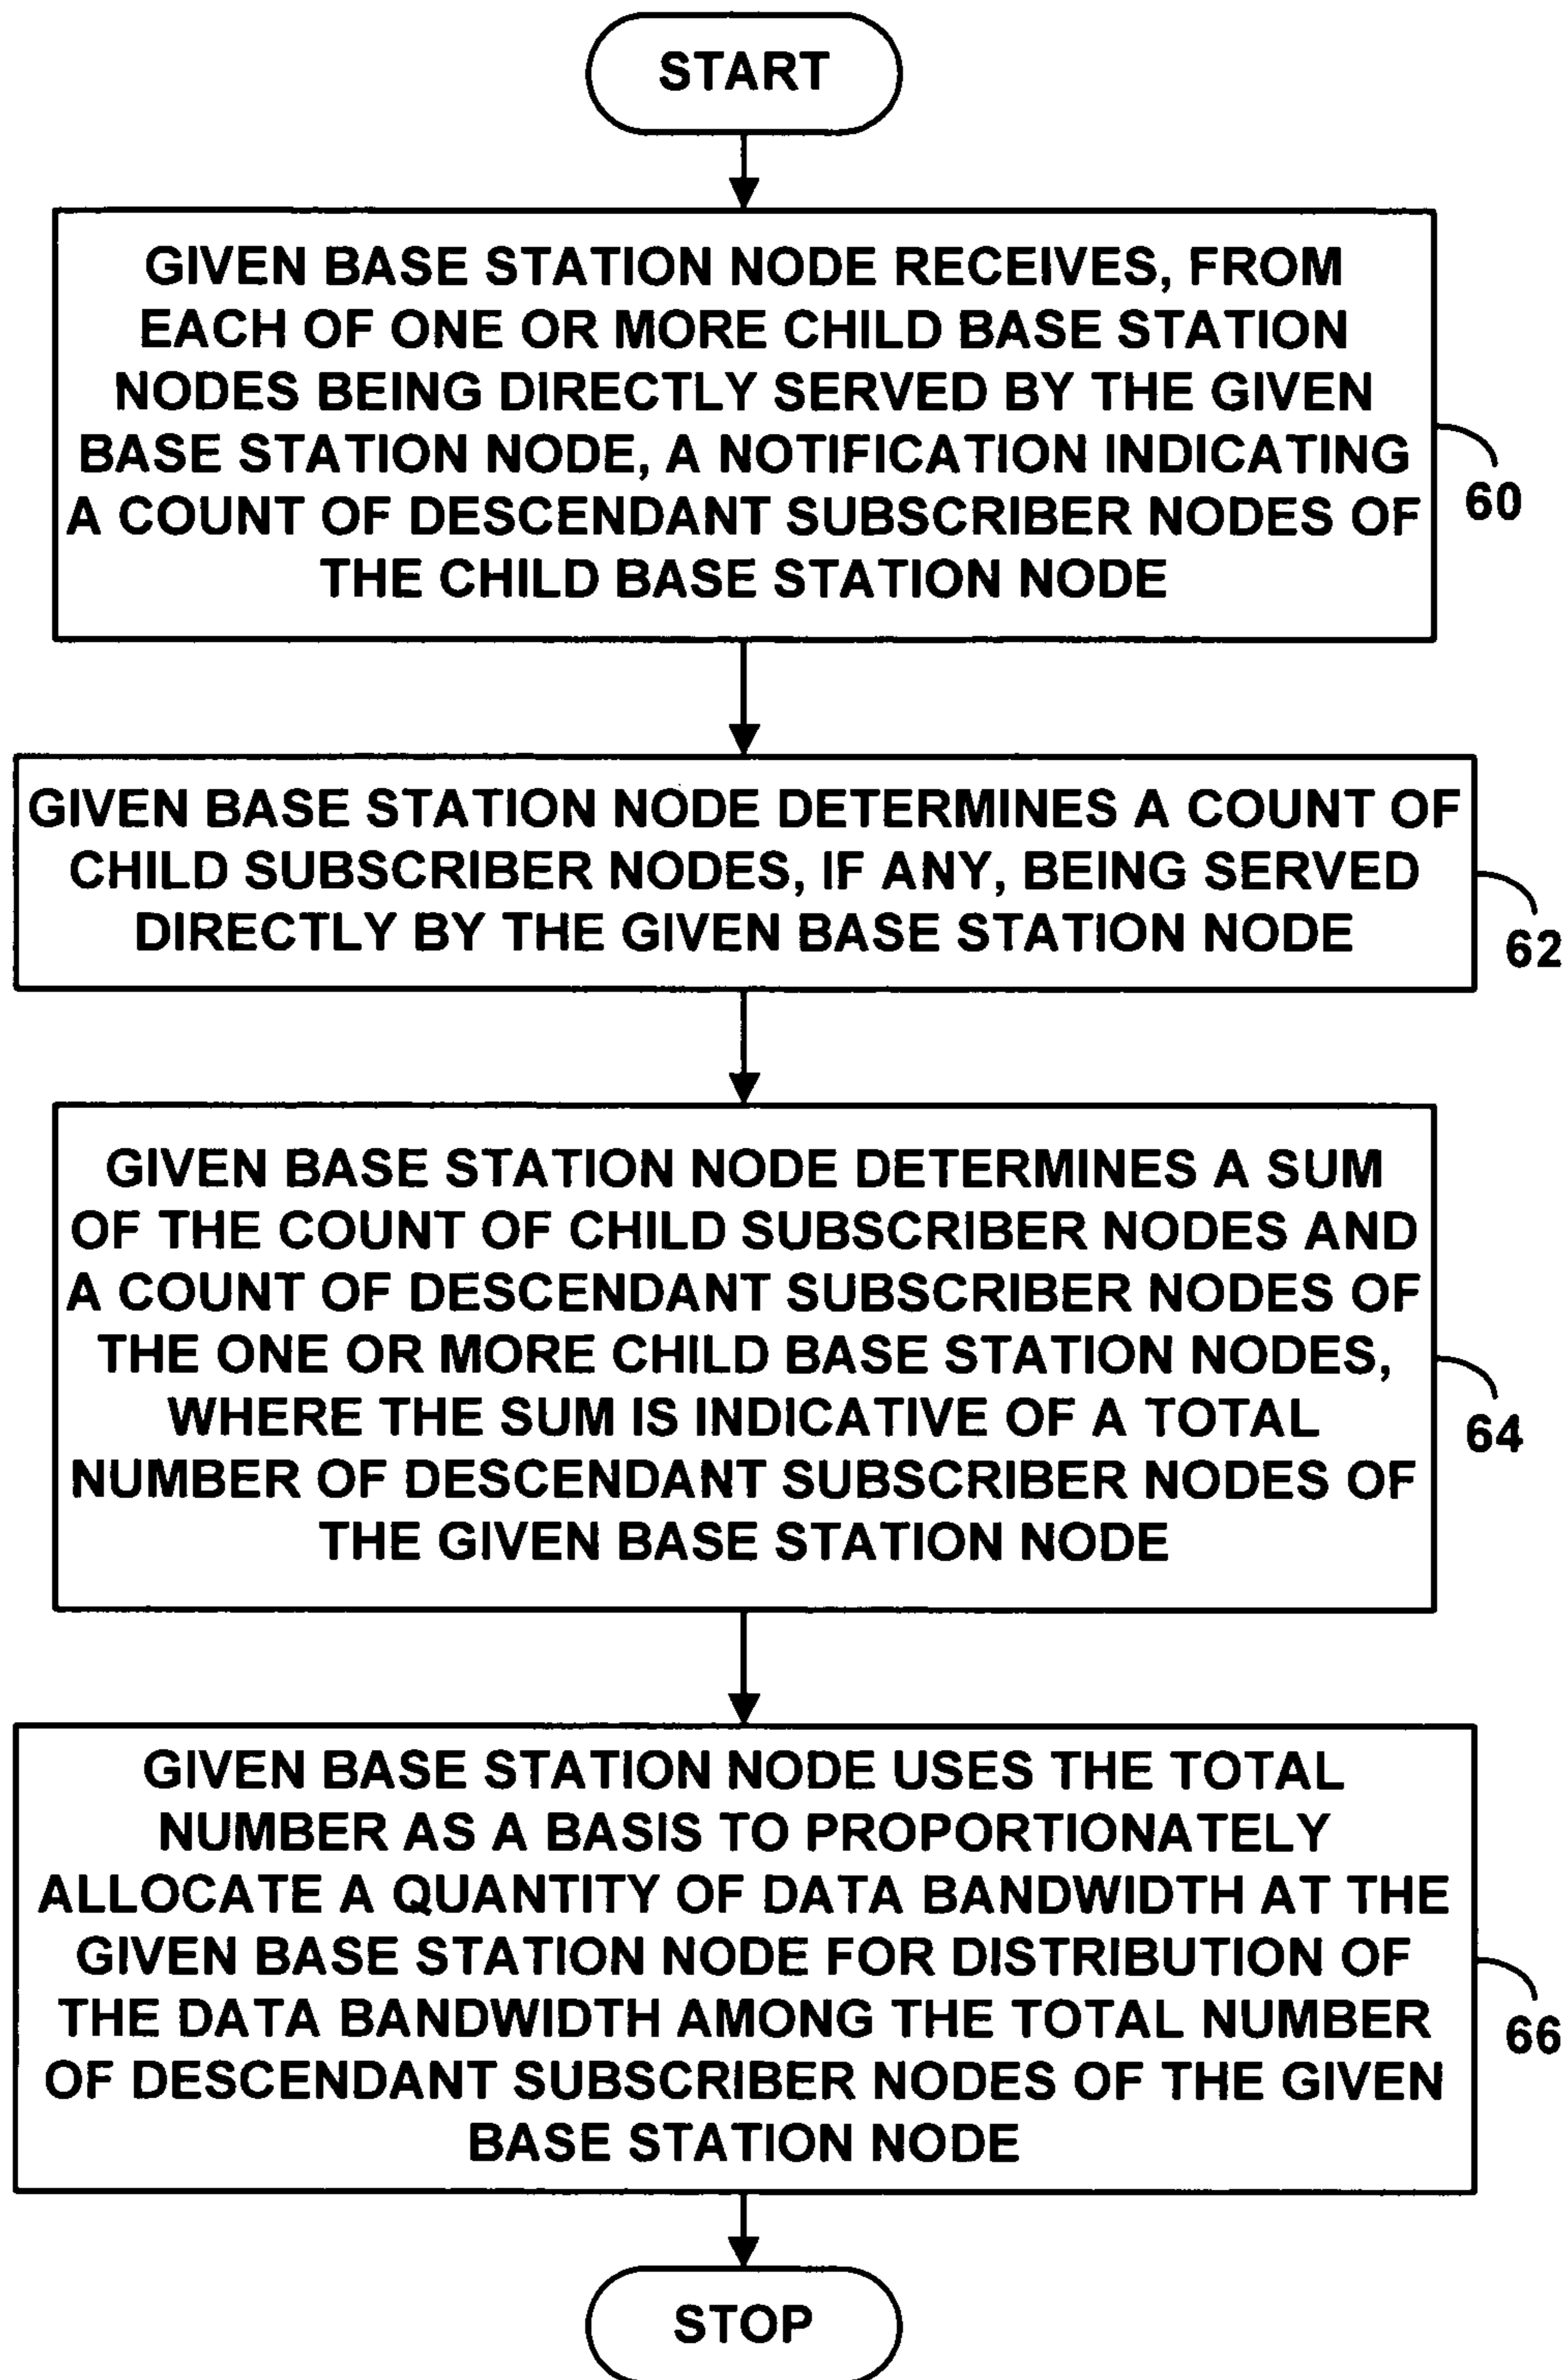 START
GIVEN BASE STATION NODE RECEIVES, FROM
EACH OF ONE OR MORE CHILD BASE STATION
NODES BEING DIRECTLY SERVED BY THE GIVEN
BASE STATION NODE, A NOTIFICATION INDICATING
A COUNT OF DESCENDANT SUBSCRIBER NODES OF
THE CHILD BASE STATION NODE
60
GIVEN BASE STATION NODE DETERMINES A COUNT OF
CHILD SUBSCRIBER NODES, IF ANY, BEING SERVED
DIRECTLY BY THE GIVEN BASE STATION NODE
62
GIVEN BASE STATION NODE DETERMINES A SUM
OF THE COUNT OF CHILD SUBSCRIBER NODES AND
A COUNT OF DESCENDANT SUBSCRIBER NODES OF
THE ONE OR MORE CHILD BASE STATION NODES,
WHERE THE SUM IS INDICATIVE OF A TOTAL
NUMBER OF DESCENDANT SUBSCRIBER NODES OF
THE GIVEN BASE STATION NODE
64
GIVEN BASE STATION NODE USES THE TOTAL
NUMBER AS A BASIS TO PROPORTIONATELY
ALLOCATE A QUANTITY OF DATA BANDWIDTH AT THE
GIVEN BASE STATION NODE FOR DISTRIBUTION OF
THE DATA BANDWIDTH AMONG THE TOTAL NUMBER
OF DESCENDANT SUBSCRIBER NODES OF THE GIVEN
BASE STATION NODE
66
STOP